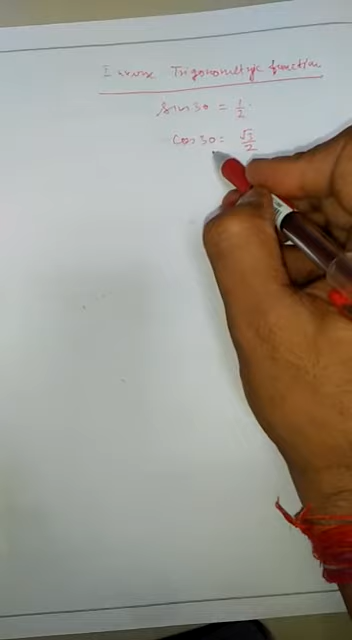 Inverse Trigonometric function
sin 30 = 1/2
cos 30 = √3/2